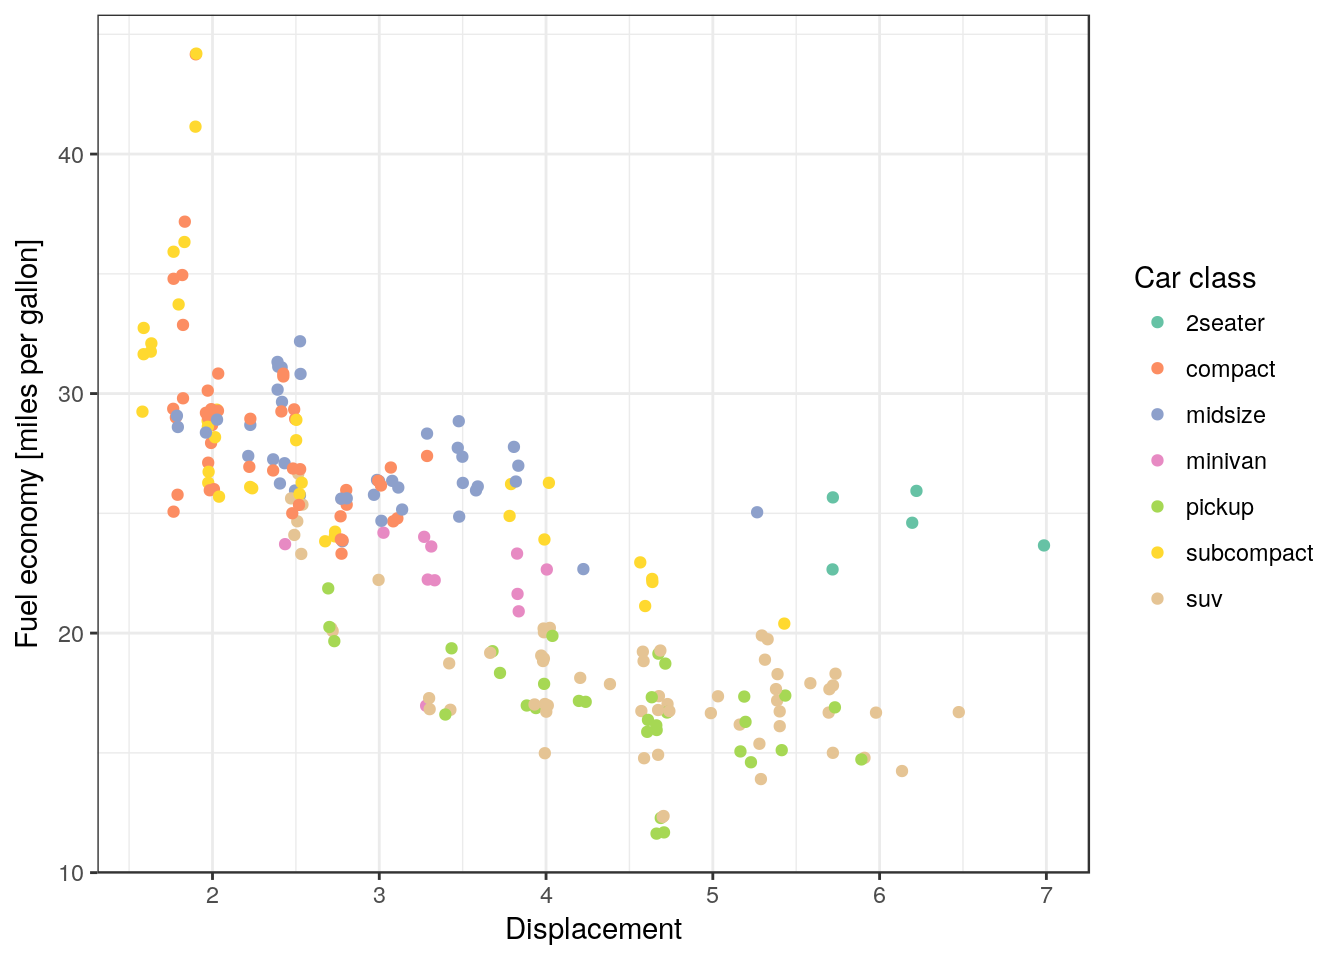 Fuel economy [miles per gallon]
40
30
20
10
2 3 4 5 6 7
Displacement
Car class
2seater
compact
midsize
minivan
pickup
subcompact
suv